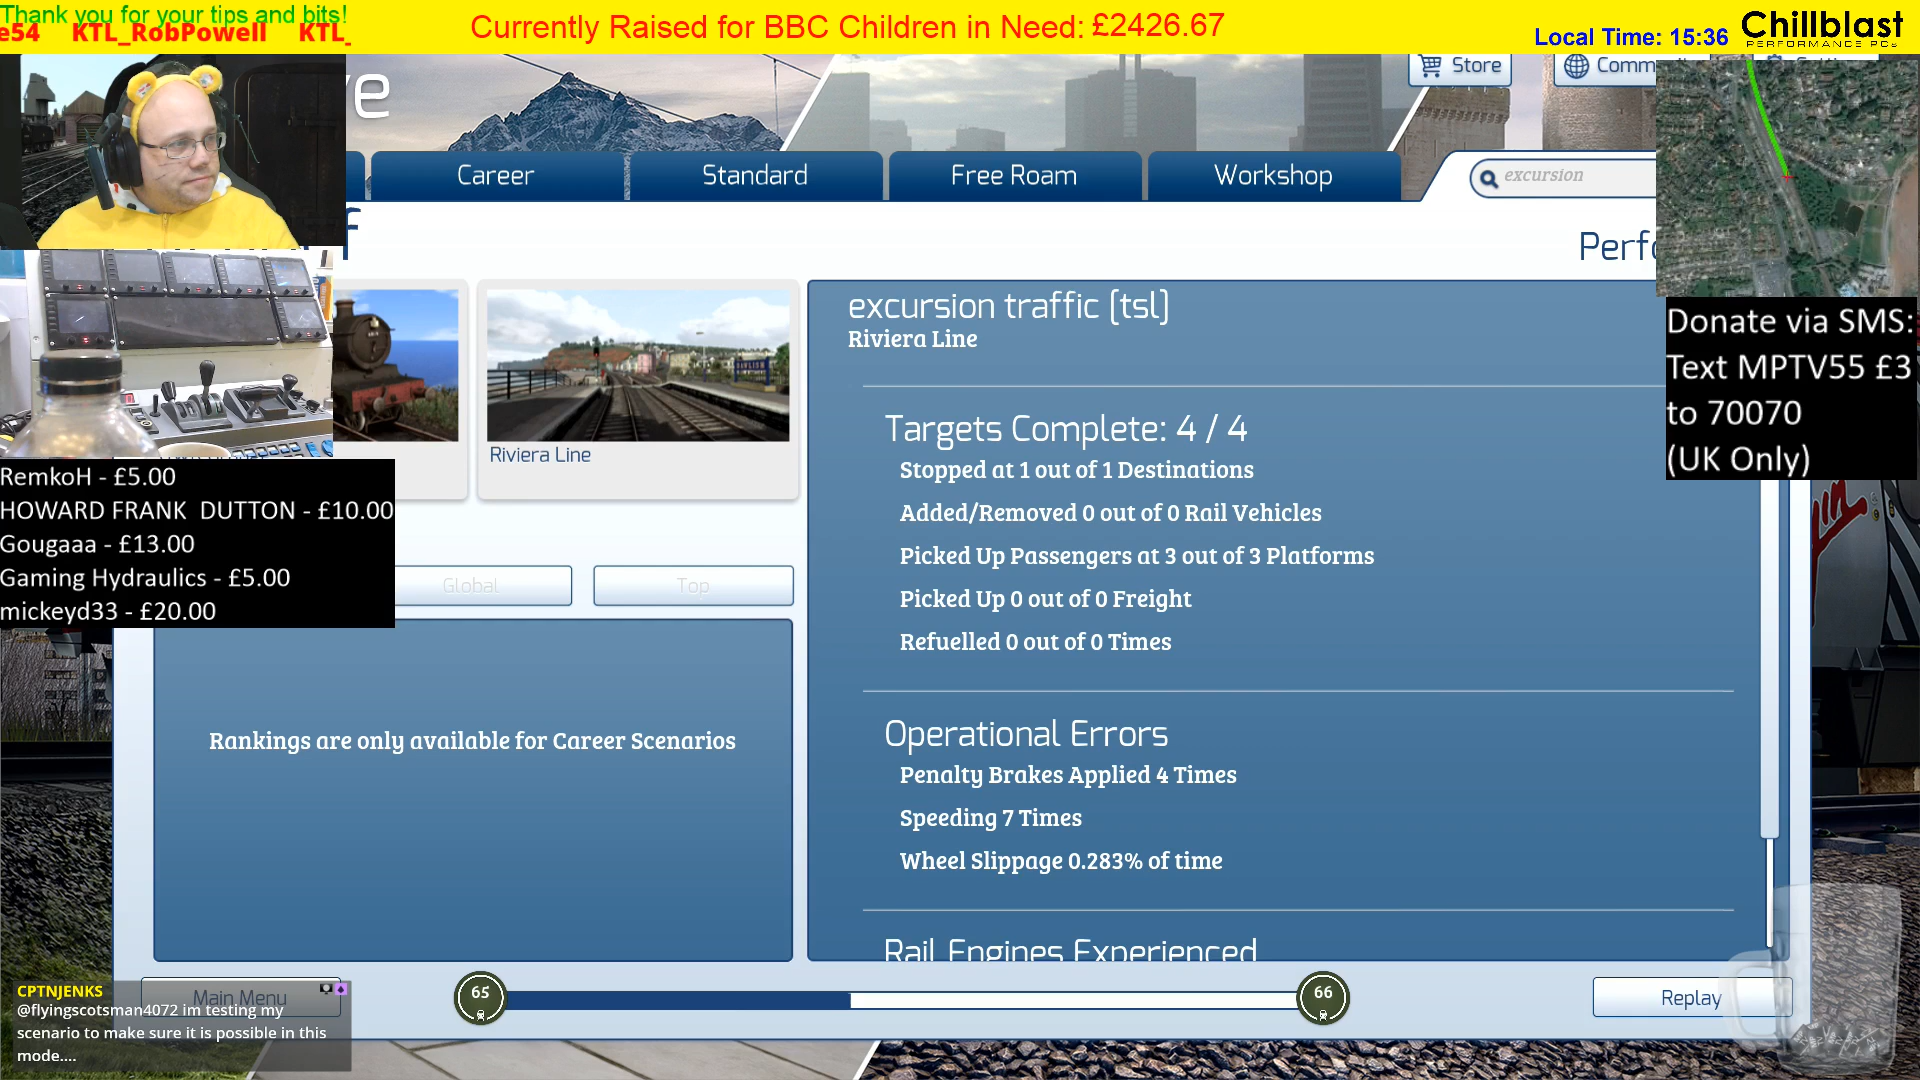 Thank you for your tips and bits!
e54 KTL_RobPowell KTL_
Currently Raised for BBC Children in Need: £2426.67
Local Time: 15:36
Chillblast
PERFORMANCE PCs
ve
Store
Comm
Career
Standard
Free Roam
Workshop
excursion
f
Perfo
excursion traffic [tsl]
Riviera Line
Donate via SMS:
Text MPTV55 £3
to 70070
(UK Only)
Targets Complete: 4 / 4
Stopped at 1 out of 1 Destinations
Added/Removed 0 out of 0 Rail Vehicles
Picked Up Passengers at 3 out of 3 Platforms
Picked Up 0 out of 0 Freight
Refuelled 0 out of 0 Times
Riviera Line
RemkoH - £5.00
HOWARD FRANK DUTTON - £10.00
Gougaaa - £13.00
Gaming Hydraulics - £5.00
mickeyd33 - £20.00
Global
Top
Rankings are only available for Career Scenarios
Operational Errors
Penalty Brakes Applied 4 Times
Speeding 7 Times
Wheel Slippage 0.283% of time
Rail Engines Experienced
Main Menu
65
66
Replay
CPTNJENKS
@flyingscotsman4072 im testing my
scenario to make sure it is possible in this
mode....